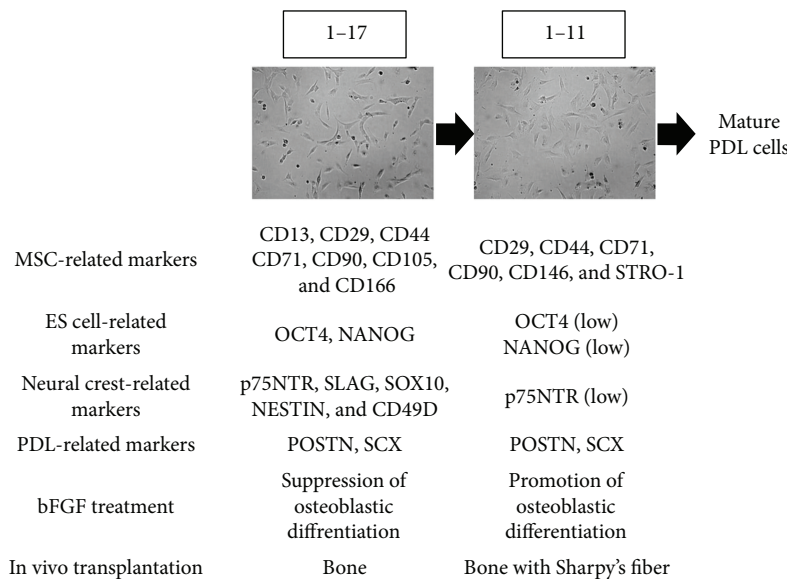 1–17
1–11
Mature
PDL cells
MSC-related markers
CD13, CD29, CD44
CD71, CD90, CD105,
and CD166
CD29, CD44, CD71,
CD90, CD146, and STRO-1
ES cell-related
markers
OCT4, NANOG
OCT4 (low)
NANOG (low)
Neural crest-related
markers
p75NTR, SLAG, SOX10,
NESTIN, and CD49D
p75NTR (low)
PDL-related markers
POSTN, SCX
POSTN, SCX
bFGF treatment
Suppression of
osteoblastic
diffrentiation
Promotion of
osteoblastic
differentiation
In vivo transplantation
Bone
Bone with Sharpy’s fiber